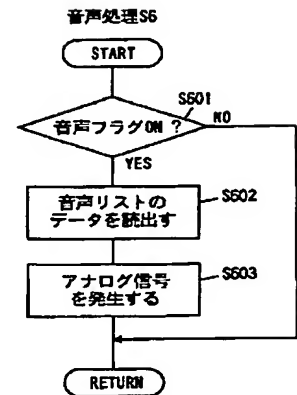 音声処理S6
START
S601
音声フラグON ?
NO
YES
音声リストの
データを読出す
S602
アナログ信号
を発生する
S603
RETURN